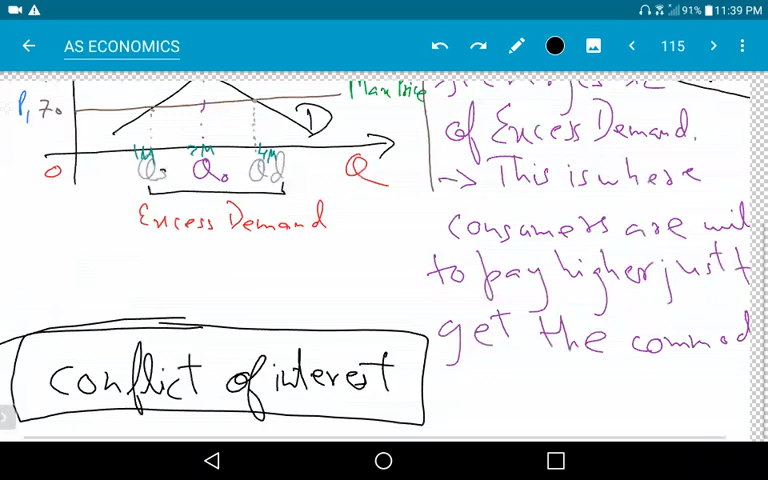 91% 11:39 PM
AS ECONOMICS
115
Max Price
P, 70
D
1M 2M 4M
O Q. Q₀ Qd Q
Excess Demand
of Excess Demand.
→ This is where
consumers are wil
to pay higher just t
get the commod
Conflict of interest